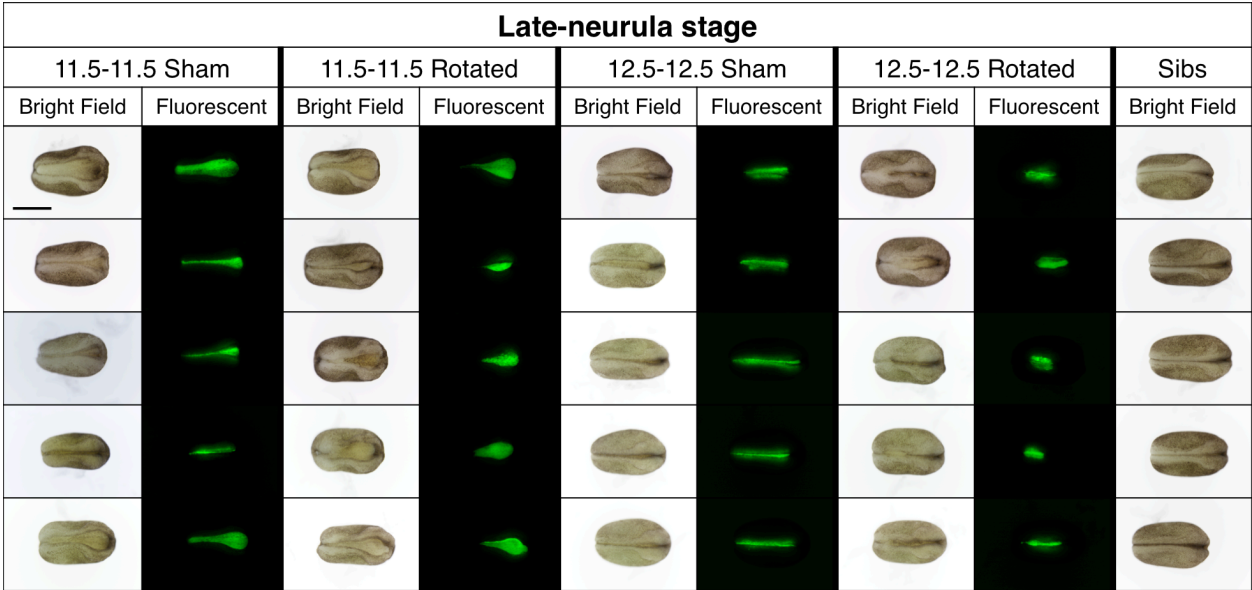 Late-neurula stage
11.5-11.5 Sham 11.5-11.5 Rotated 12.5-12.5 Sham 12.5-12.5 Rotated Sibs
Bright Field Fluorescent Bright Field Fluorescent Bright Field Fluorescent Bright Field Fluorescent Bright Field